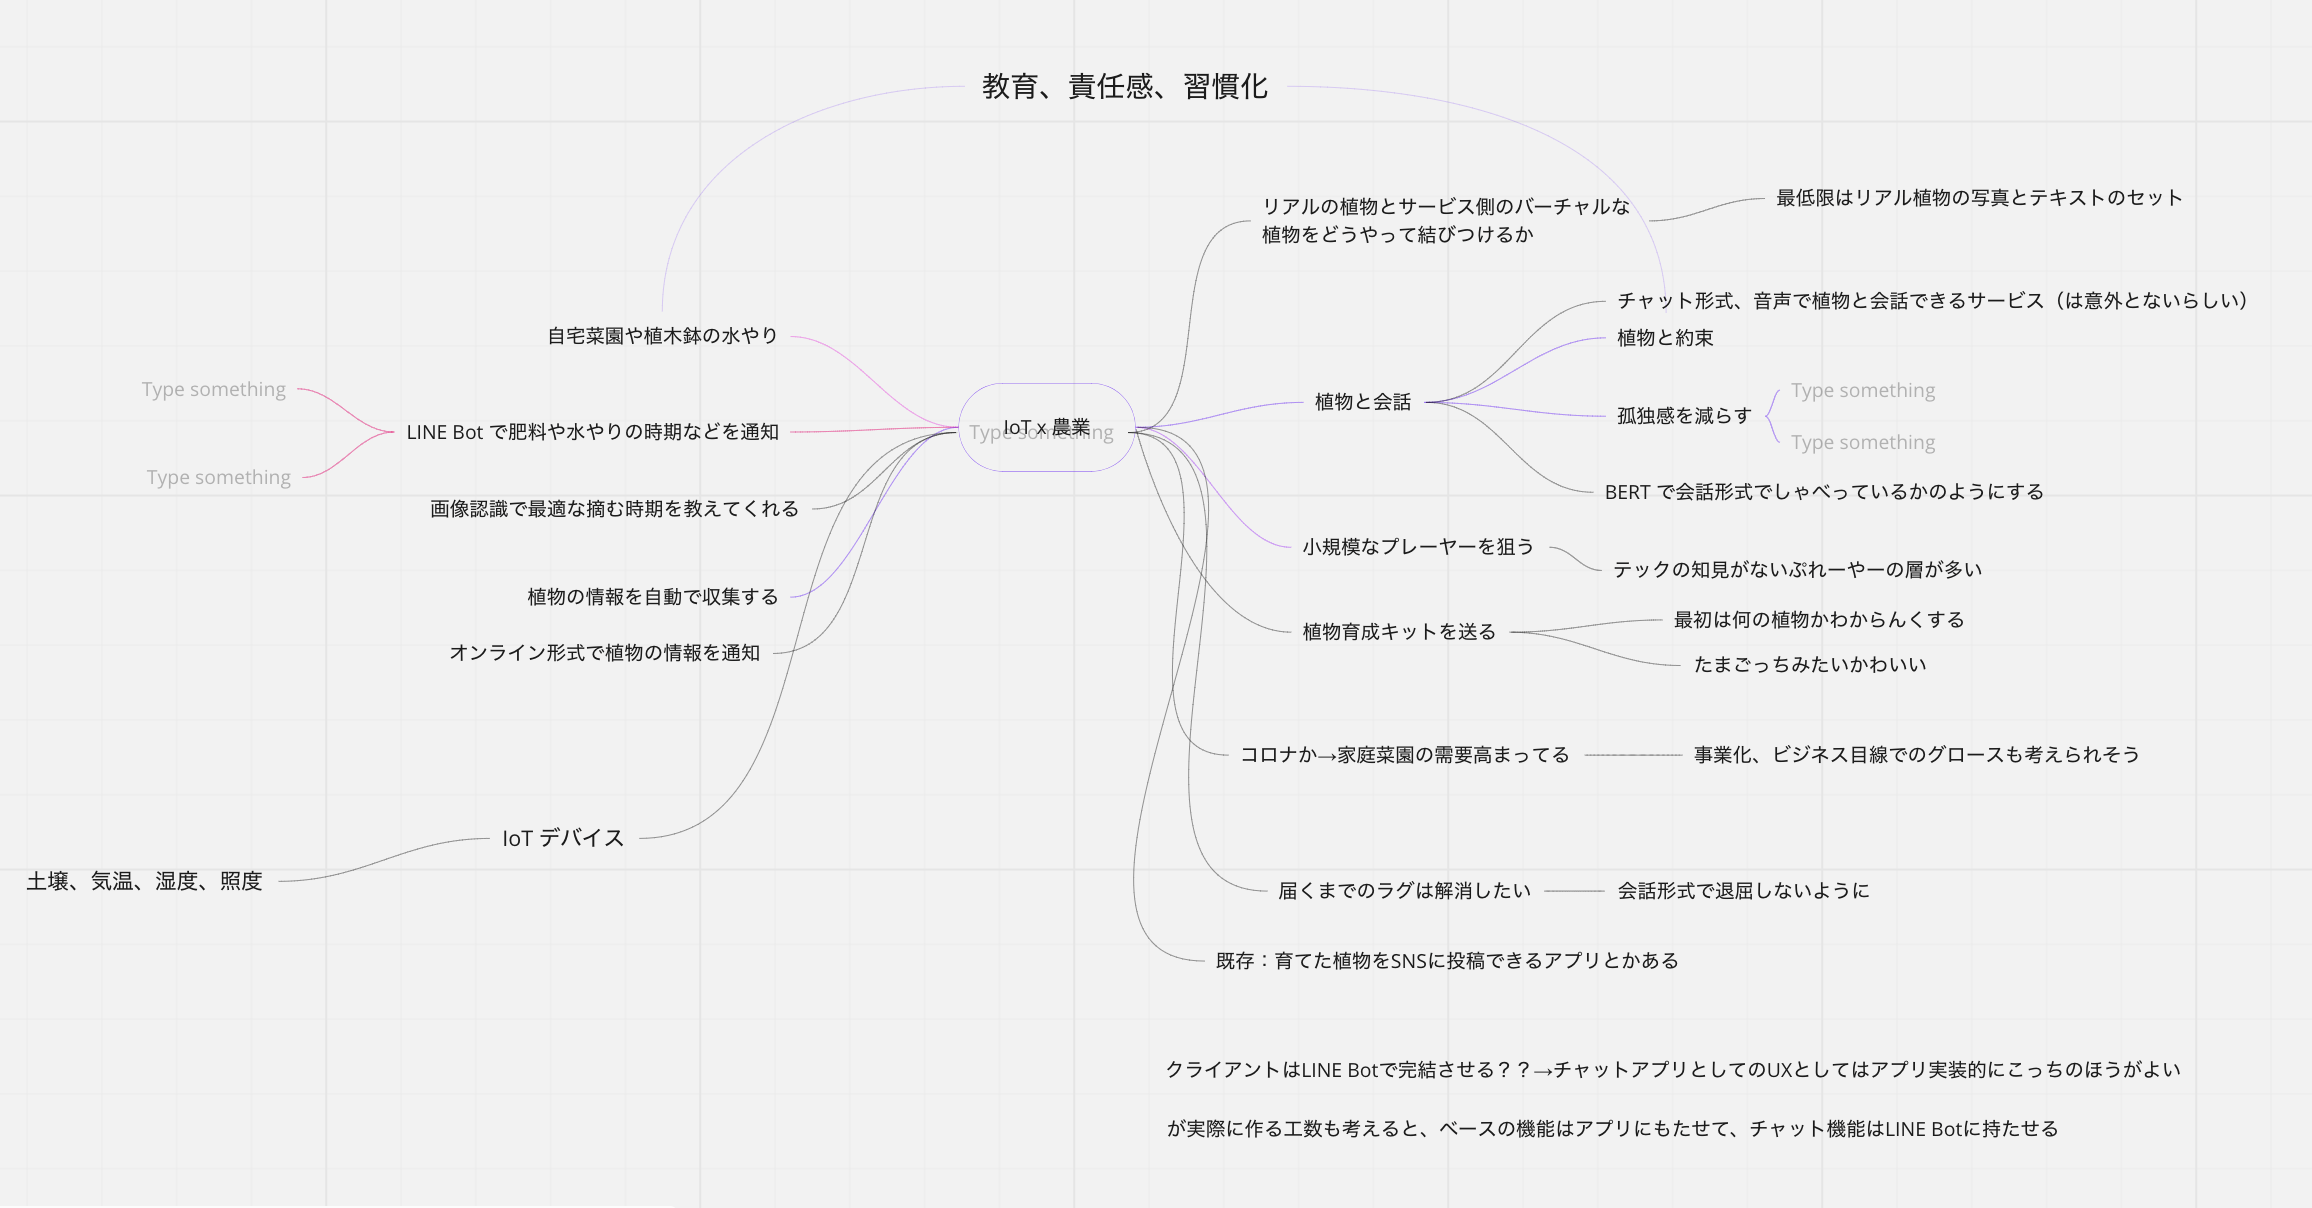 教育、責任感、習慣化
最低限はリアル植物の写真とテキストのセット
リアルの植物とサービス側のバーチャルな
植物をどうやって結びつけるか
チャット形式、音声で植物と会話できるサービス（は意外とないらしい）
自宅菜園や植木鉢の水やり
植物と約束
Type something
Type something
植物と会話
孤独感を減らす
LINE Bot で肥料や水やりの時期などを通知
IoT x 農業
Type something
Type something
Type something
BERT で会話形式でしゃべっているかのようにする
画像認識で最適な摘む時期を教えてくれる
小規模なプレーヤーを狙う
テックの知見がないぷれーやーの層が多い
植物の情報を自動で収集する
最初は何の植物かわからんくする
植物育成キットを送る
オンライン形式で植物の情報を通知
たまごっちみたいかわいい
コロナか→家庭菜園の需要高まってる
事業化、ビジネス目線でのグロースも考えられそう
IoT デバイス
土壌、気温、湿度、照度
届くまでのラグは解消したい
会話形式で退屈しないように
既存：育てた植物をSNSに投稿できるアプリとかある
クライアントはLINE Botで完結させる？？→チャットアプリとしてのUXとしてはアプリ実装的にこっちのほうがよい
が実際に作る工数も考えると、ベースの機能はアプリにもたせて、チャット機能はLINE Botに持たせる